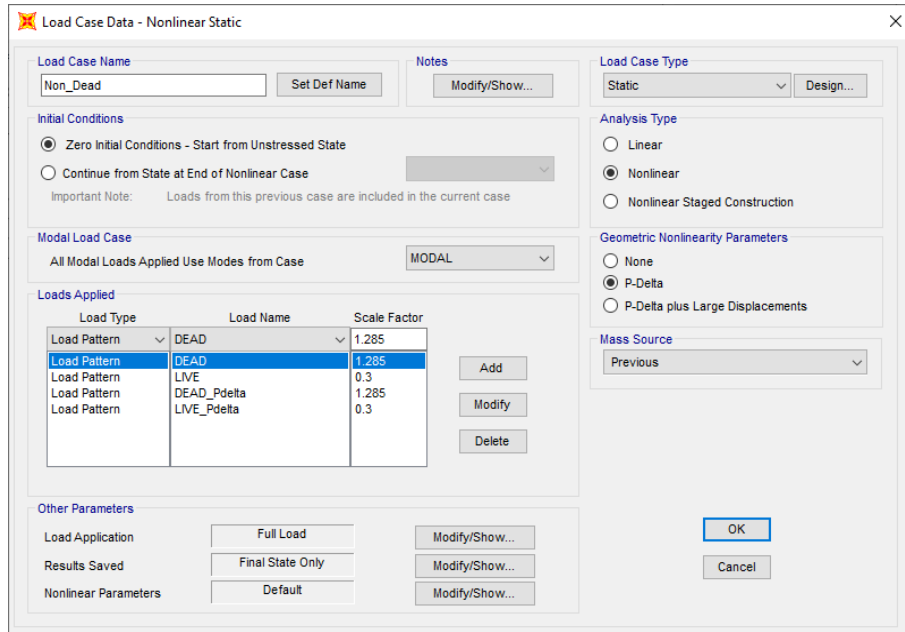 Load Case Data - Nonlinear Static
Load Case Name
Non_Dead
Set Def Name
Notes
Modify/Show...
Load Case Type
Static
Design...
Initial Conditions
Zero Initial Conditions - Start from Unstressed State
Continue from State at End of Nonlinear Case
Important Note: Loads from this previous case are included in the current case
Analysis Type
Linear
Nonlinear
Nonlinear Staged Construction
Modal Load Case
All Modal Loads Applied Use Modes from Case
MODAL
Geometric Nonlinearity Parameters
None
P-Delta
P-Delta plus Large Displacements
Loads Applied
Load Type Load Name Scale Factor
Load Pattern DEAD 1.285
Load Pattern DEAD 1.285
Load Pattern LIVE 0.3
Load Pattern DEAD_Pdelta 1.285
Load Pattern LIVE_Pdelta 0.3
Add
Modify
Delete
Mass Source
Previous
Other Parameters
Load Application Full Load Modify/Show...
Results Saved Final State Only Modify/Show...
Nonlinear Parameters Default Modify/Show...
OK
Cancel